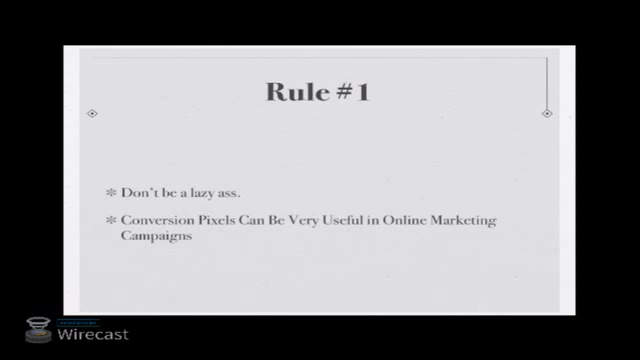 Rule #1
✻ Don't be a lazy ass.
✻ Conversion Pixels Can Be Very Useful in Online Marketing
Campaigns
Wirecast